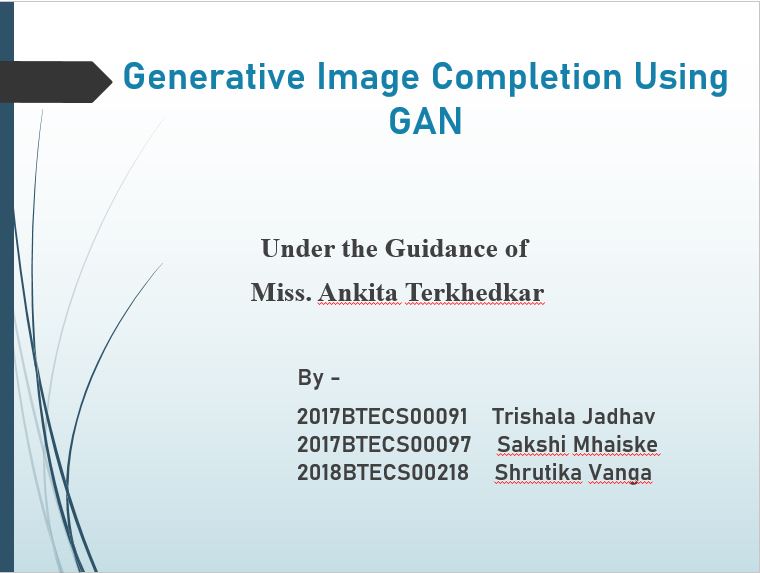 Generative Image Completion Using
GAN
Under the Guidance of
Miss. Ankita Terkhedkar
By -
2017BTECS00091 Trishala Jadhav
2017BTECS00097 Sakshi Mhaiske
2018BTECS00218 Shrutika Vanga